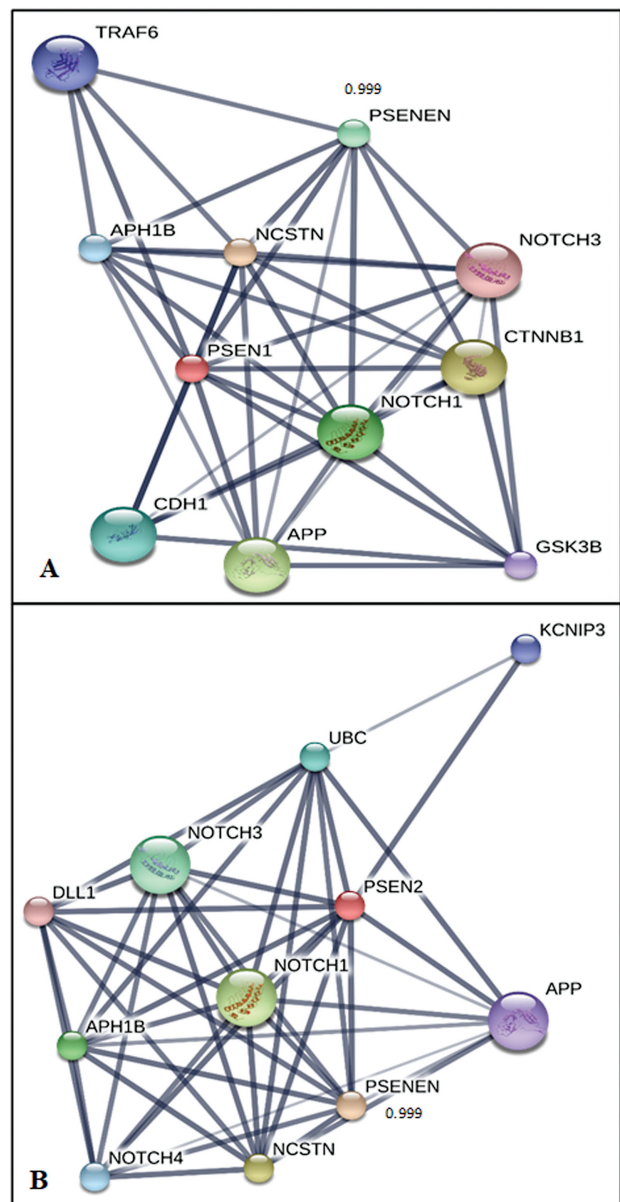 TRAF6
0.999
PSENEN
APH1B
NCSTN
NOTCH3
CTNNB1
PSEN1
NOTCH1
CDH1
APP
GSK3B
A
KCNIP3
UBC
NOTCH3
DLL1
PSEN2
NOTCH1
APP
APH1B
PSENEN
0.999
NOTCH4
NCSTN
B